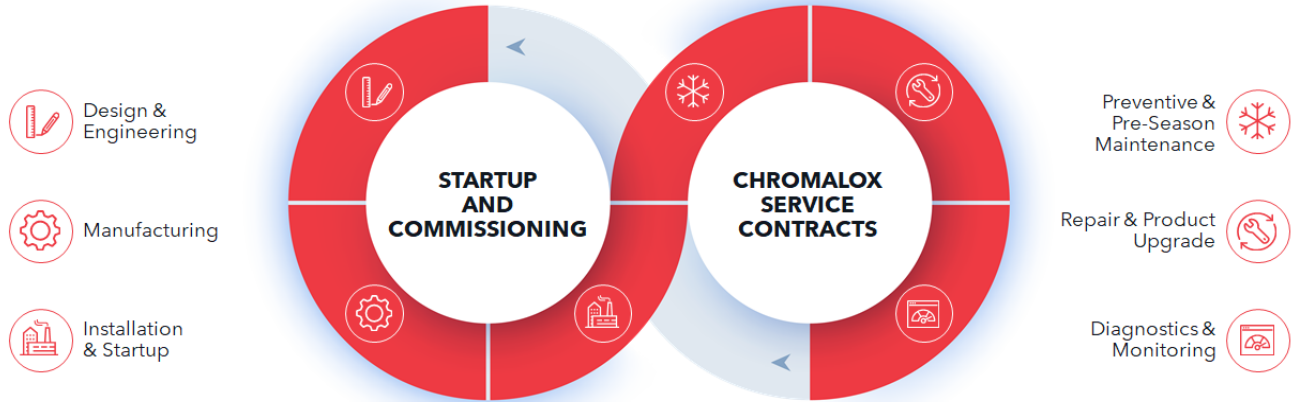 Design &
Engineering
Manufacturing
Installation
& Startup
STARTUP
AND
COMMISSIONING
CHROMALOX
SERVICE
CONTRACTS
Preventive &
Pre-Season
Maintenance
Repair & Product
Upgrade
Diagnostics &
Monitoring